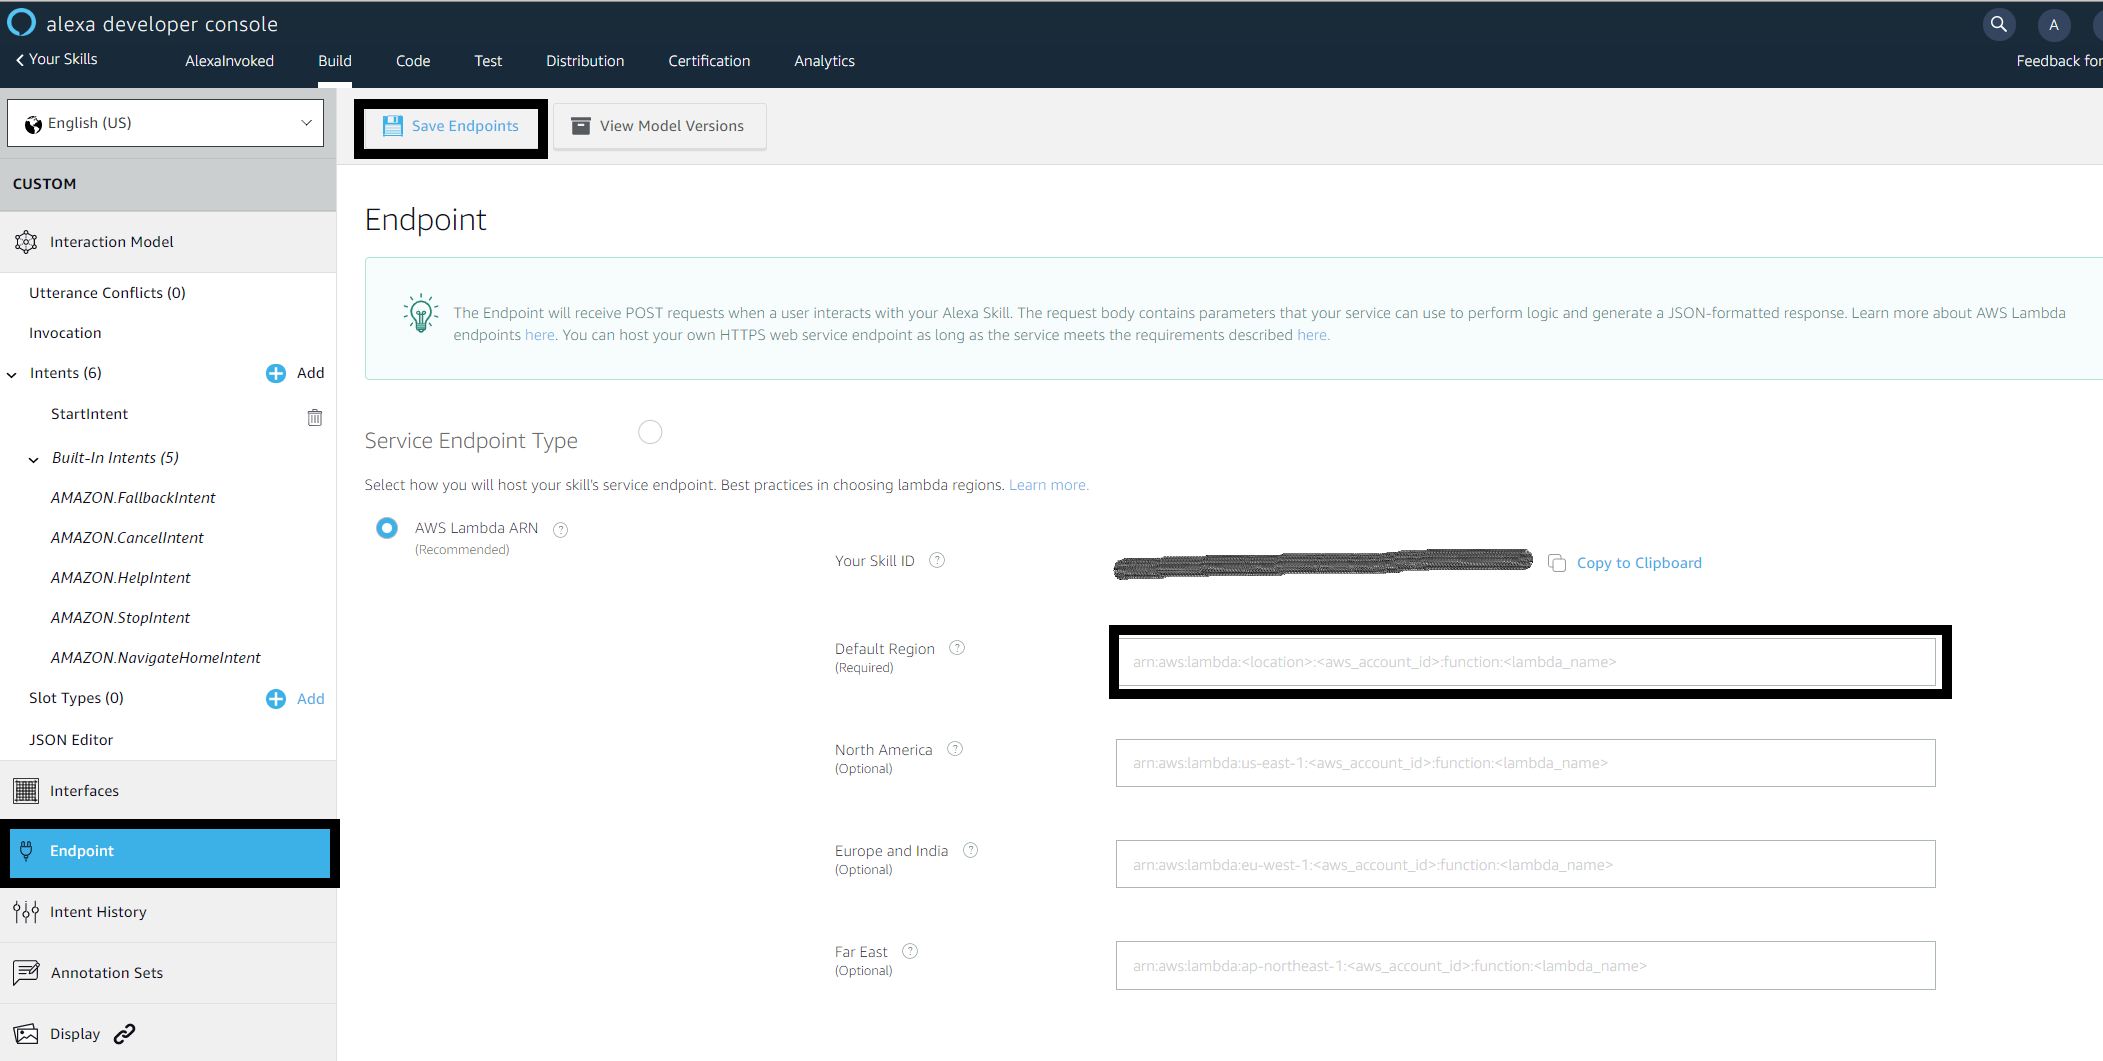 alexa developer console
A
Your Skills
AlexaInvoked
Build
Code
Test
Distribution
Certification
Analytics
Feedback for
English (US)
Save Endpoints
View Model Versions
CUSTOM
Interaction Model
Utterance Conflicts (0)
Invocation
Intents (6)
Add
StartIntent
Built-In Intents (5)
AMAZON.FallbackIntent
AMAZON.CancelIntent
AMAZON.HelpIntent
AMAZON.StopIntent
AMAZON.NavigateHomeIntent
Slot Types (0)
Add
JSON Editor
Interfaces
Endpoint
Intent History
Annotation Sets
Display
Endpoint
The Endpoint will receive POST requests when a user interacts with your Alexa Skill. The request body contains parameters that your service can use to perform logic and generate a JSON-formatted response. Learn more about AWS Lambda
endpoints here. You can host your own HTTPS web service endpoint as long as the service meets the requirements described here.
Service Endpoint Type
Select how you will host your skill's service endpoint. Best practices in choosing lambda regions. Learn more.
AWS Lambda ARN ?
(Recommended)
Your Skill ID ?
Copy to Clipboard
Default Region ?
(Required)
arn:aws:lambda:<location>:<aws_account_id>:function:<lambda_name>
North America ?
(Optional)
arn:aws:lambda:us-east-1:<aws_account_id>:function:<lambda_name>
Europe and India ?
(Optional)
arn:aws:lambda:eu-west-1:<aws_account_id>:function:<lambda_name>
Far East ?
(Optional)
arn:aws:lambda:ap-northeast-1:<aws_account_id>:function:<lambda_name>